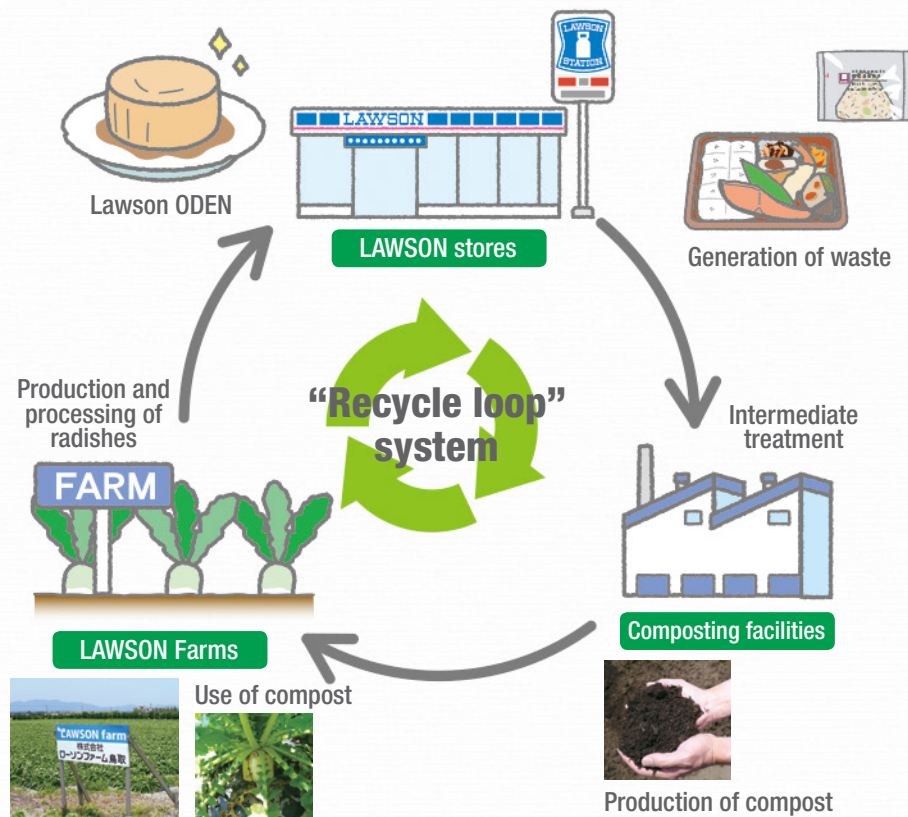 LAWSON
STATION
LAWSON
Lawson ODEN
LAWSON stores
Generation of waste
Production and
processing of
radishes
"Recycle loop"
system
Intermediate
treatment
FARM
LAWSON Farms
Composting facilities
Use of compost
LAWSON farm
株式会社
ローソンファーム鳥取
Production of compost